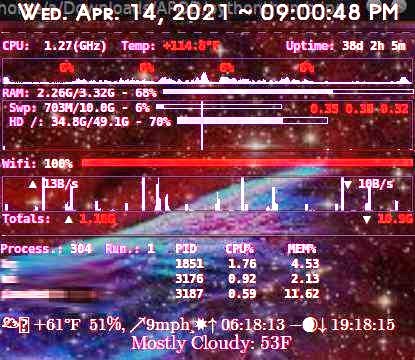 Wed. Apr. 14, 2021 ~ 09:00:48 PM
CPU: 1.27(GHz) Temp: +114.8°F Uptime: 38d 2h 5m
6% 6% 6% 6%
RAM: 2.26G/3.32G - 68%
Swp: 703M/10.0G - 6% 0.35 0.38-0.32
HD /: 34.8G/49.1G - 70%
Wifi: 100%
▲ 13B/s ▼ 10B/s
Totals: ▲ ▼
Process.: 304 Run.: 1 PID CPU% MEM%
1851 1.76 4.53
3176 0.92 2.13
3187 0.59 11.62
+61°F 51%, ↗9mph, ↑ 06:18:13 ↓ 19:18:15
Mostly Cloudy: 53F